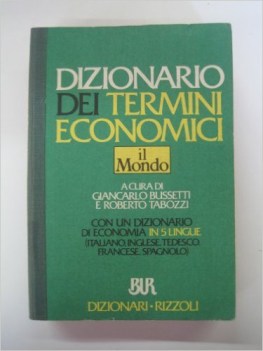 DIZIONARIO
DEI TERMINI
ECONOMICI
il Mondo
A CURA DI
GIANCARLO BUSSETTI
E ROBERTO TABOZZI
CON UN DIZIONARIO
DI ECONOMIA IN 5 LINGUE
(ITALIANO, INGLESE, TEDESCO,
FRANCESE, SPAGNOLO)
BUR
DIZIONARI • RIZZOLI